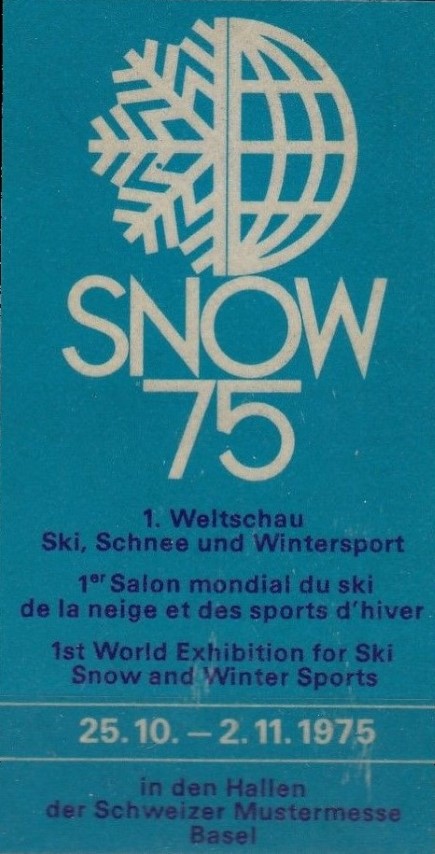 SNOW
75
1. Weltschau
Ski, Schnee und Wintersport
1er Salon mondial du ski
de la neige et des sports d'hiver
1st World Exhibition for Ski
Snow and Winter Sports
25.10. – 2.11.1975
in den Hallen
der Schweizer Mustermesse
Basel